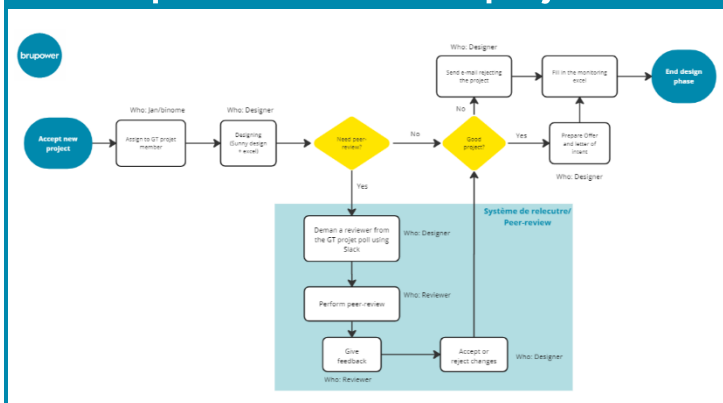 brupower
Who: Designer
Send e-mail rejecting
the project
Fill in the monitoring
excel
End design
phase
Who: Jan/binome
Who: Designer
No
Accept new
project
Assign to GT projet
member
Designing
(Sunny design
+ excel)
Need peer-
review?
No
Good
project?
Yes
Prepare Offer
and letter of
intant
Who: Designer
Yes
Système de relecutre/
Peer-review
Deman a reviewer from
the GT projet poll using
Slack
Who: Designer
Perform peer-review
Who: Reviewer
Give
feedback
Accept or
reject changes
Who: Designer
Who: Reviewer